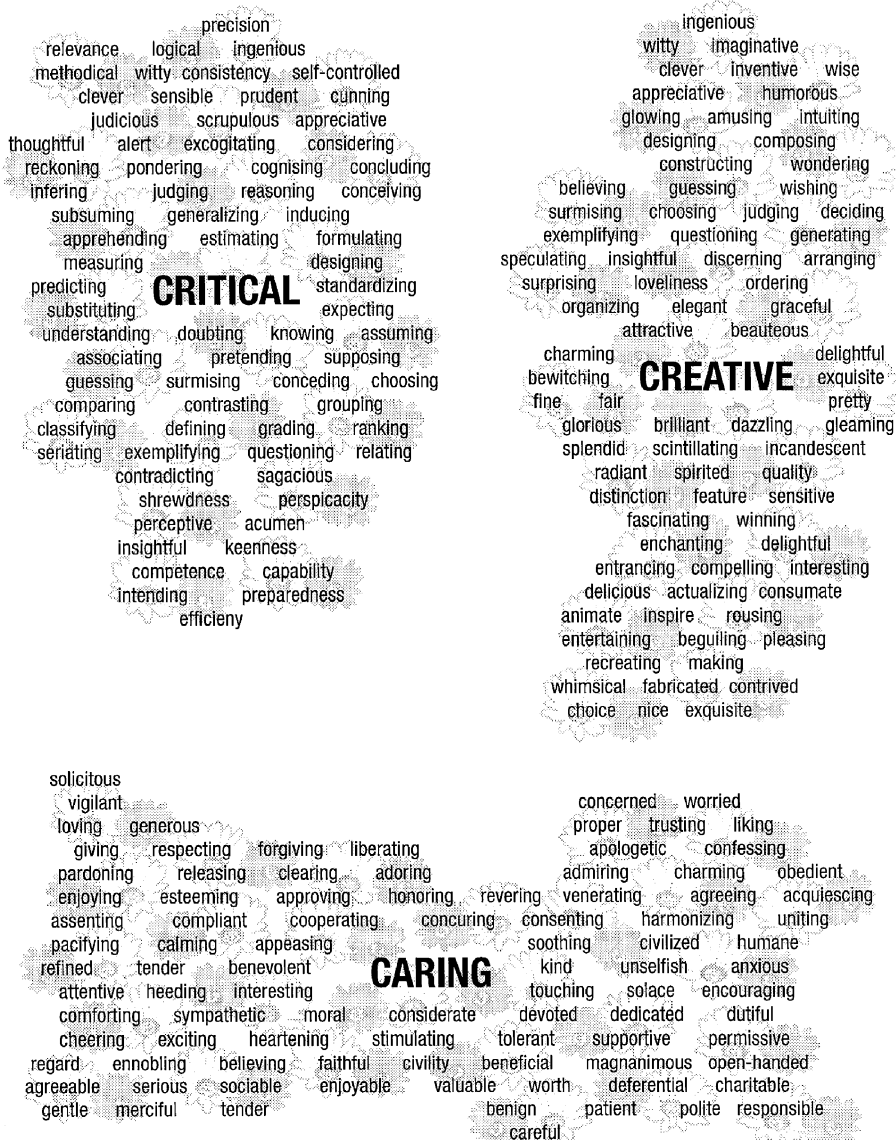 precision
relevance logical ingenious
methodical witty consistency self-controlled
clever sensible prudent cunning
judicious scrupulous appreciative
thoughtful alert excogitating considering
reckoning pondering cognising concluding
infering judging reasoning conceiving
subsuming generalizing inducing
apprehending estimating formulating
measuring designing
predicting CRITICAL standardizing
substituting expecting
understanding doubting knowing assuming
associating pretending supposing
guessing surmising conceding choosing
comparing contrasting grouping
classifying defining grading ranking
seriating exemplifying questioning relating
contradicting sagacious
shrewdness perspicacity
perceptive acumen
insightful keenness
competence capability
intending preparedness
efficieny
ingenious
witty imaginative
clever inventive wise
appreciative humorous
glowing amusing intuiting
designing composing
constructing wondering
believing guessing wishing
surmising choosing judging deciding
exemplifying questioning generating
speculating insightful discerning arranging
surprising loveliness ordering
organizing elegant graceful
attractive beauteous
charming delightful
bewitching CREATIVE exquisite
fine fair pretty
glorious brilliant dazzling gleaming
splendid scintillating incandescent
radiant spirited quality
distinction feature sensitive
fascinating winning
enchanting delightful
entrancing compelling interesting
delicious actualizing consumate
animate inspire rousing
entertaining beguiling pleasing
recreating making
whimsical fabricated contrived
choice nice exquisite
solicitous
vigilant concerned worried
loving generous proper trusting liking
giving respecting forgiving liberating apologetic confessing
pardoning releasing clearing adoring admiring charming obedient
enjoying esteeming approving honoring revering venerating agreeing acquiescing
assenting compliant cooperating concuring consenting harmonizing uniting
pacifying calming appeasing soothing civilized humane
refined tender benevolent CARING kind unselfish anxious
attentive heeding interesting touching solace encouraging
comforting sympathetic moral considerate devoted dedicated dutiful
cheering exciting heartening stimulating tolerant supportive permissive
regard ennobling believing faithful civility beneficial magnanimous open-handed
agreeable serious sociable enjoyable valuable worth deferential charitable
gentle merciful tender benign patient polite responsible
careful